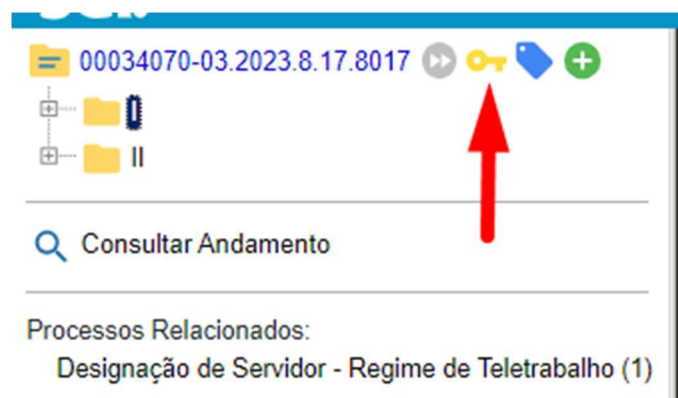 00034070-03.2023.8.17.8017
I
II
Consultar Andamento
Processos Relacionados:
Designação de Servidor - Regime de Teletrabalho (1)